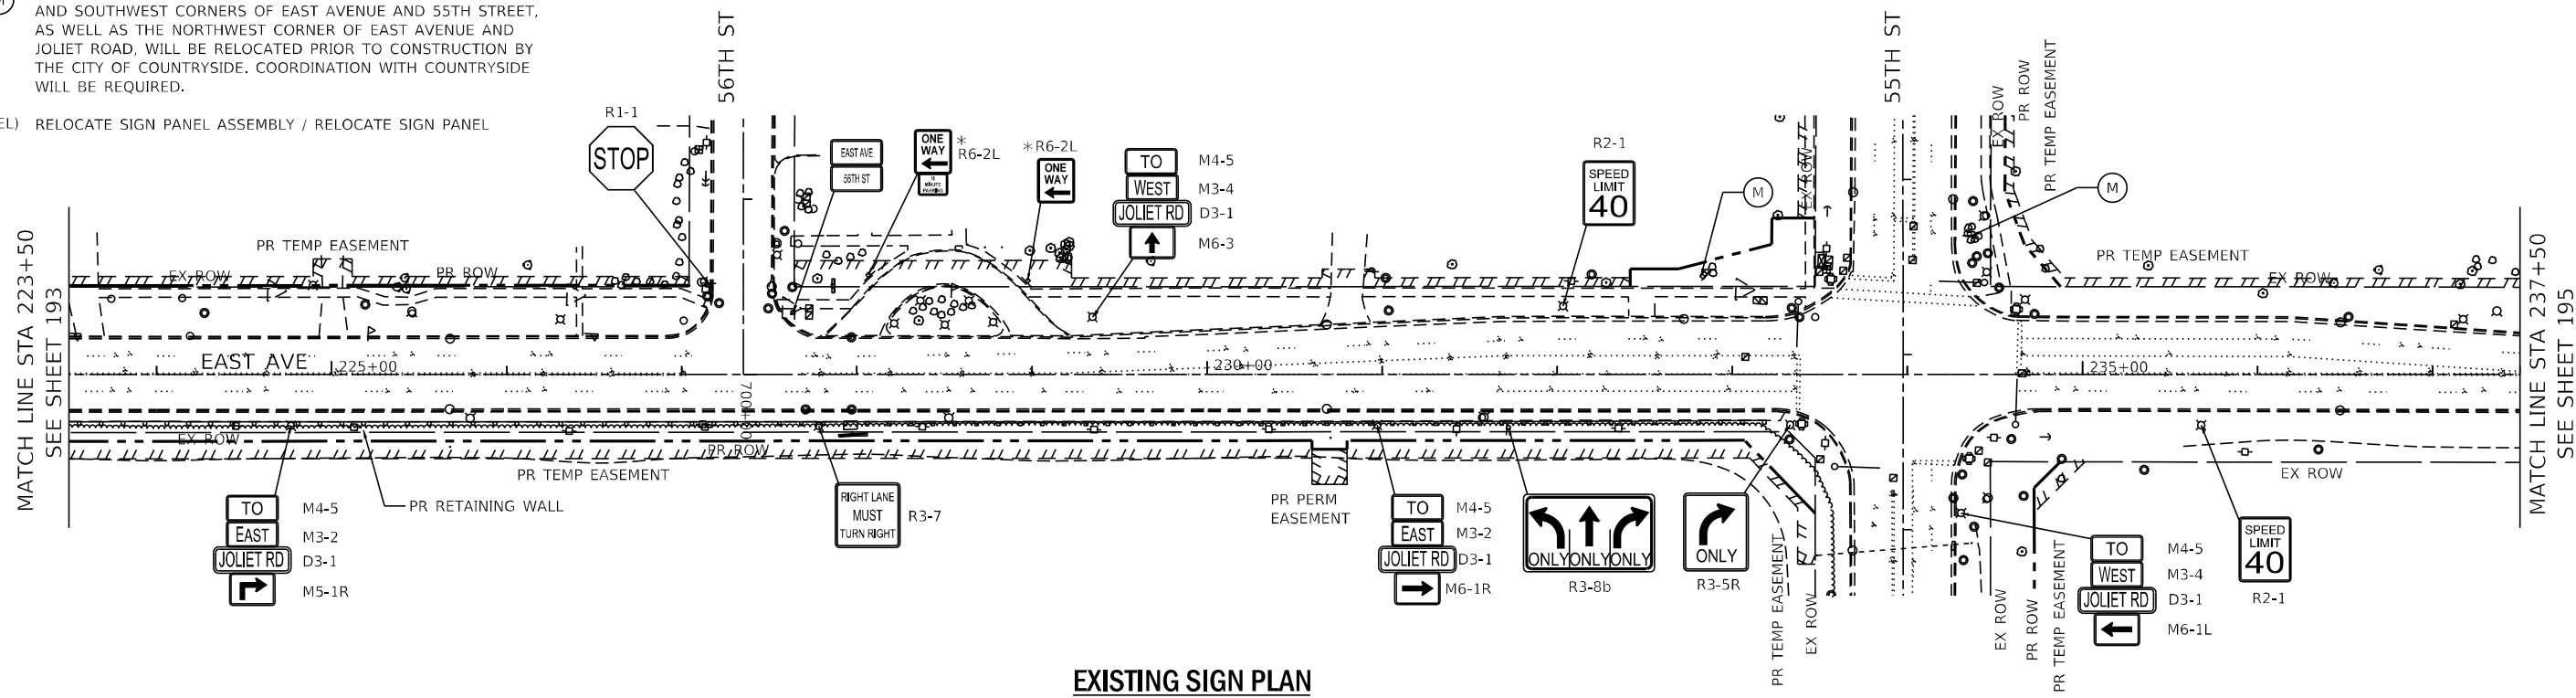 M
AND SOUTHWEST CORNERS OF EAST AVENUE AND 55TH STREET,
AS WELL AS THE NORTHWEST CORNER OF EAST AVENUE AND
JOLIET ROAD, WILL BE RELOCATED PRIOR TO CONSTRUCTION BY
THE CITY OF COUNTRYSIDE. COORDINATION WITH COUNTRYSIDE
WILL BE REQUIRED.
EL) RELOCATE SIGN PANEL ASSEMBLY / RELOCATE SIGN PANEL
MATCH LINE STA 223+50
SEE SHEET 193
56TH ST
55TH ST
R1-1
STOP
EAST AVE
56TH ST
ONE
WAY
15
MINUTE
PARKING
*
R6-2L
*R6-2L
ONE
WAY
TO M4-5
WEST M3-4
JOLIET RD D3-1
M6-3
R2-1
SPEED
LIMIT
40
M
EX ROW
EX ROW
PR ROW
PR TEMP EASEMENT
M
PR TEMP EASEMENT
EX ROW
PR ROW
PR TEMP EASEMENT
EX ROW
MATCH LINE STA 237+50
SEE SHEET 195
EAST AVE
225+00
230+00
235+00
700+00
EX ROW
PR ROW
PR TEMP EASEMENT
PR RETAINING WALL
TO M4-5
EAST M3-2
JOLIET RD D3-1
M5-1R
RIGHT LANE
MUST
TURN RIGHT
R3-7
PR PERM
EASEMENT
TO M4-5
EAST M3-2
JOLIET RD D3-1
M6-1R
ONLY ONLY ONLY
R3-8b
ONLY
R3-5R
PR TEMP EASEMENT
EX ROW
EX ROW
PR ROW
PR TEMP EASEMENT
TO M4-5
WEST M3-4
JOLIET RD D3-1
M6-1L
EX ROW
SPEED
LIMIT
40
R2-1
EXISTING SIGN PLAN